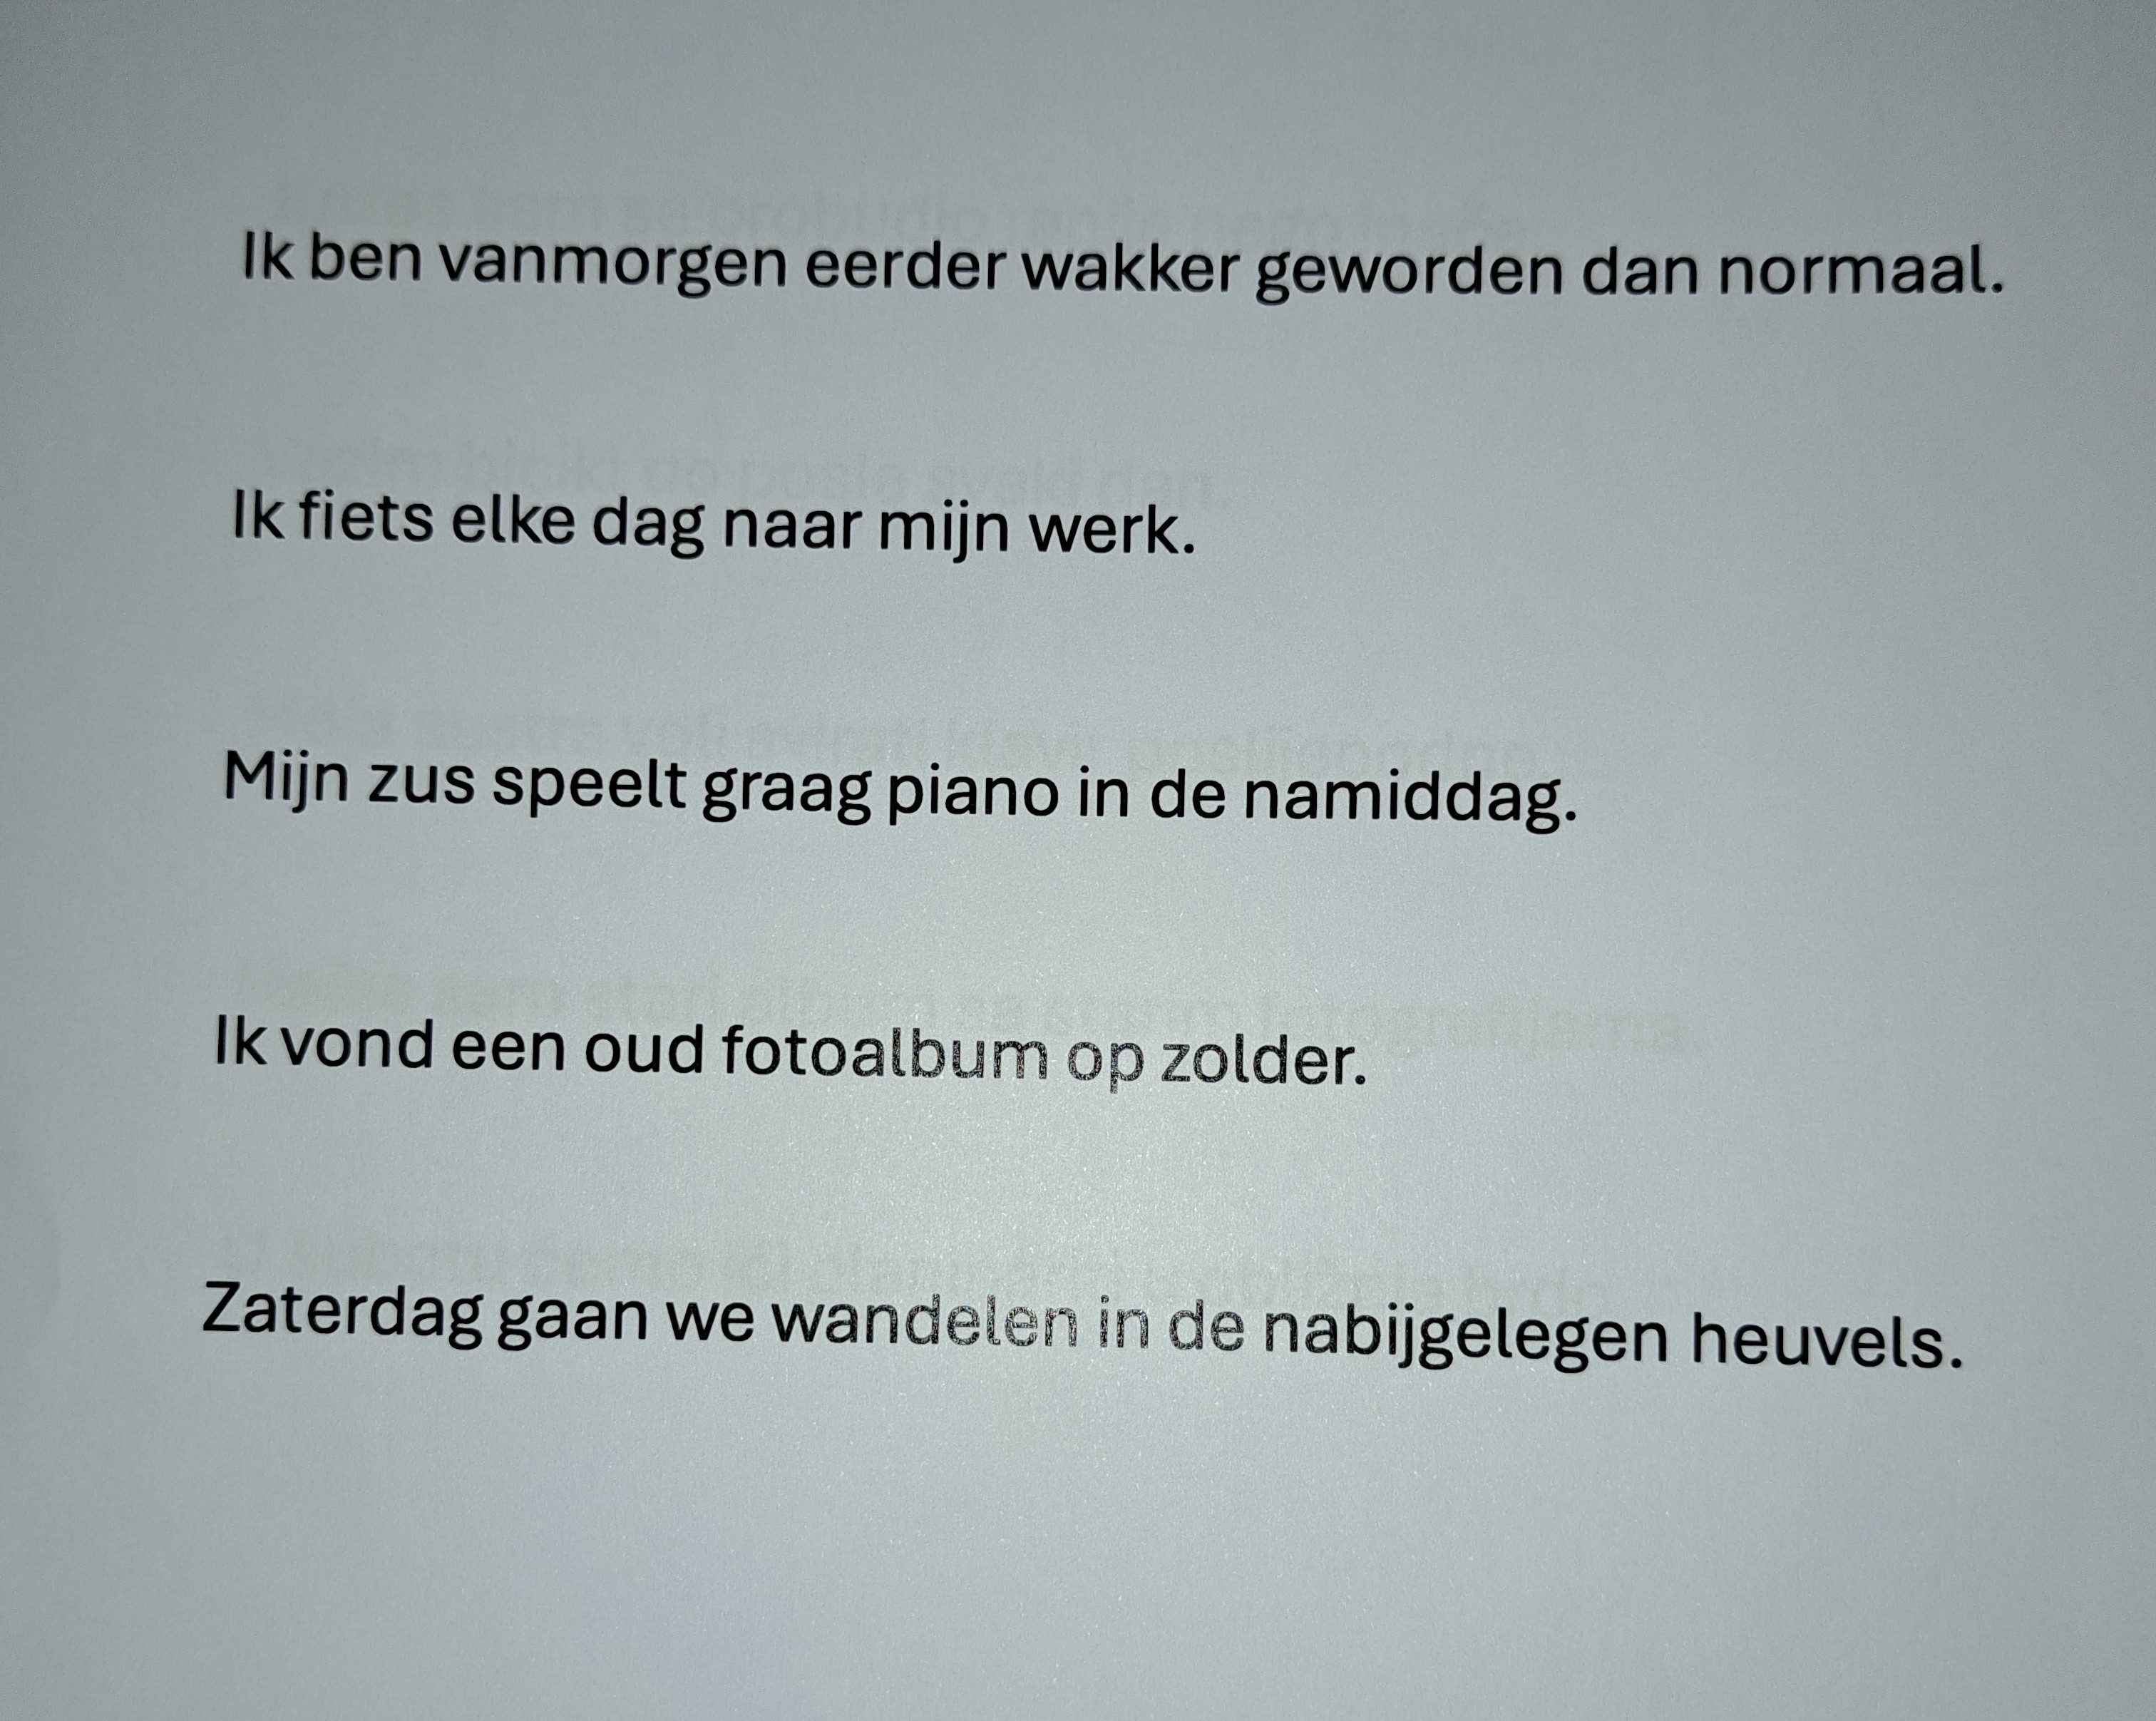 Ik ben vanmorgen eerder wakker geworden dan normaal.
Ik fiets elke dag naar mijn werk.
Mijn zus speelt graag piano in de namiddag.
Ik vond een oud fotoalbum op zolder.
Zaterdag gaan we wandelen in de nabijgelegen heuvels.